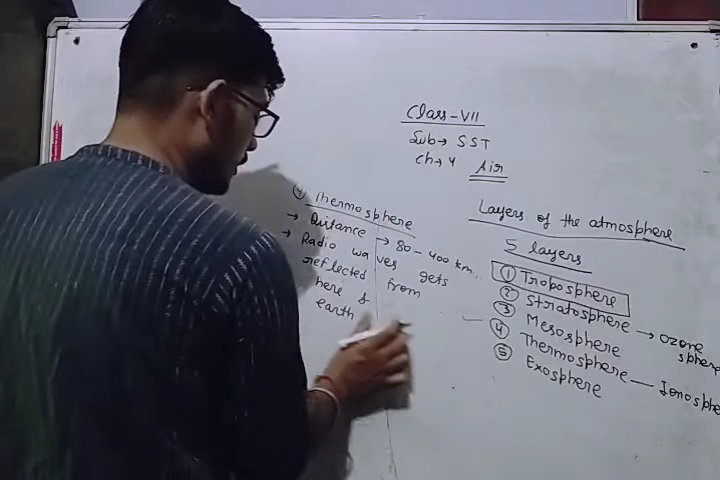 Class-VII
Sub→ SST
Ch→ 4 Air
④ Thermosphere
→ Distance → 80-400 km
→ Radio waves gets
reflected from
here &
earth
Layers of the atmosphere
5 layers
① Troposphere
② Stratosphere → Ozone
sphere
③ Mesosphere
④ Thermosphere — Ionosphe
⑤ Exosphere